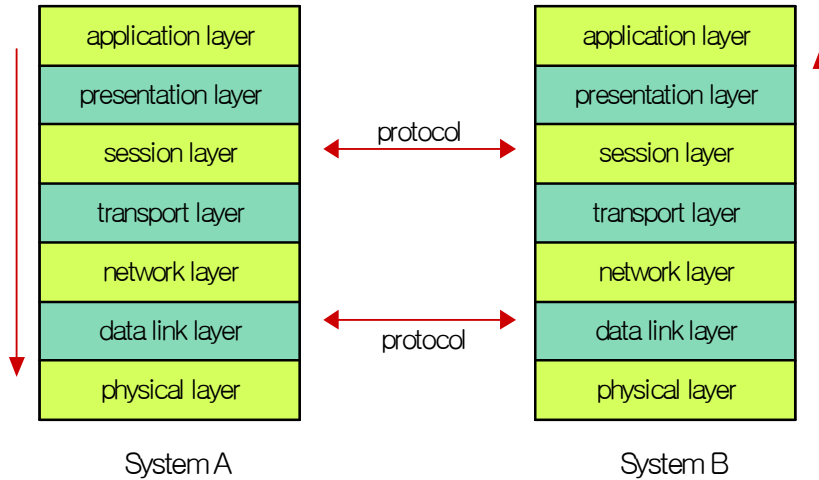 application layer
presentation layer
session layer
transport layer
network layer
data link layer
physical layer
System A
protocol
protocol
application layer
presentation layer
session layer
transport layer
network layer
data link layer
physical layer
System B